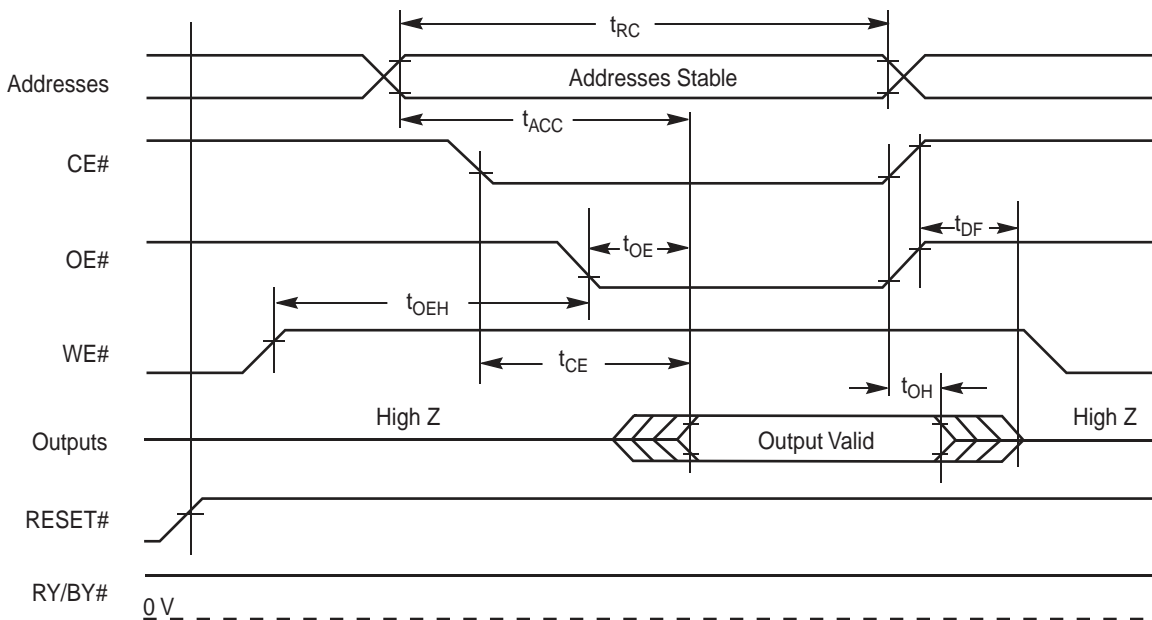 tRC
Addresses
Addresses Stable
tACC
CE#
tDF
OE#
tOE
tOEH
WE#
tCE
tOH
High Z
High Z
Outputs
Output Valid
RESET#
RY/BY#
0 V